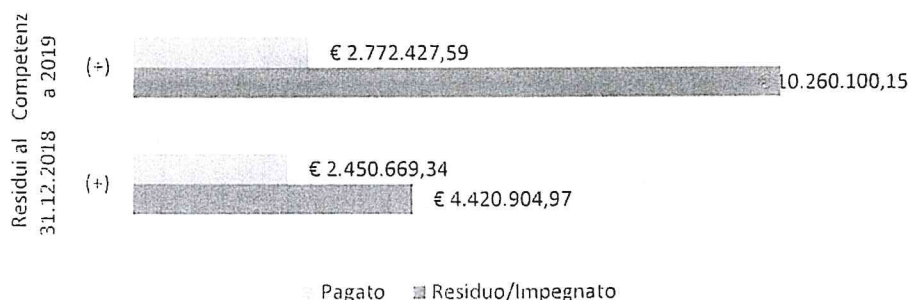 Competenz
a 2019
(+)
€ 2.772.427,59
€ 10.260.100,15
Residui al
31.12.2018
(+)
€ 2.450.669,34
€ 4.420.904,97
Pagato
Residuo/Impegnato